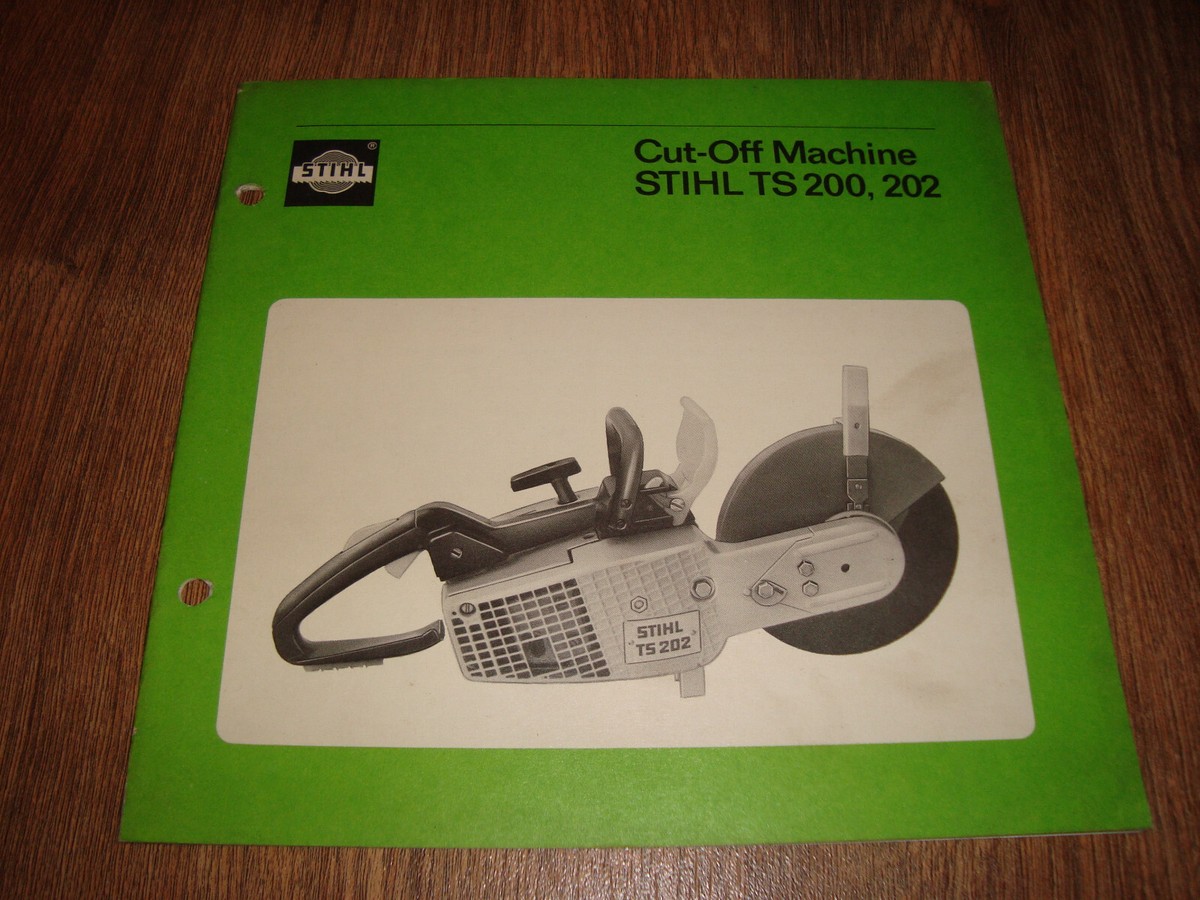 STIHL®
Cut-Off Machine
STIHL TS 200, 202
STIHL
TS 202